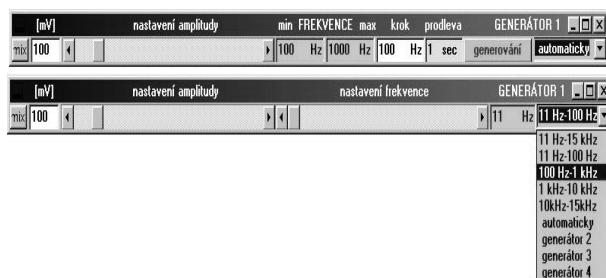 [mV] nastavení amplitudy min FREKVENCE max krok prodleva GENERÁTOR 1
mix 100 100 Hz 1000 Hz 100 Hz 1 sec generování automaticky
[mV] nastavení amplitudy nastavení frekvence GENERÁTOR 1
mix 100 11 Hz 11 Hz-100 Hz
11 Hz-15 kHz
11 Hz-100 Hz
100 Hz-1 kHz
1 kHz-10 kHz
10kHz-15kHz
automaticky
generátor 2
generátor 3
generátor 4